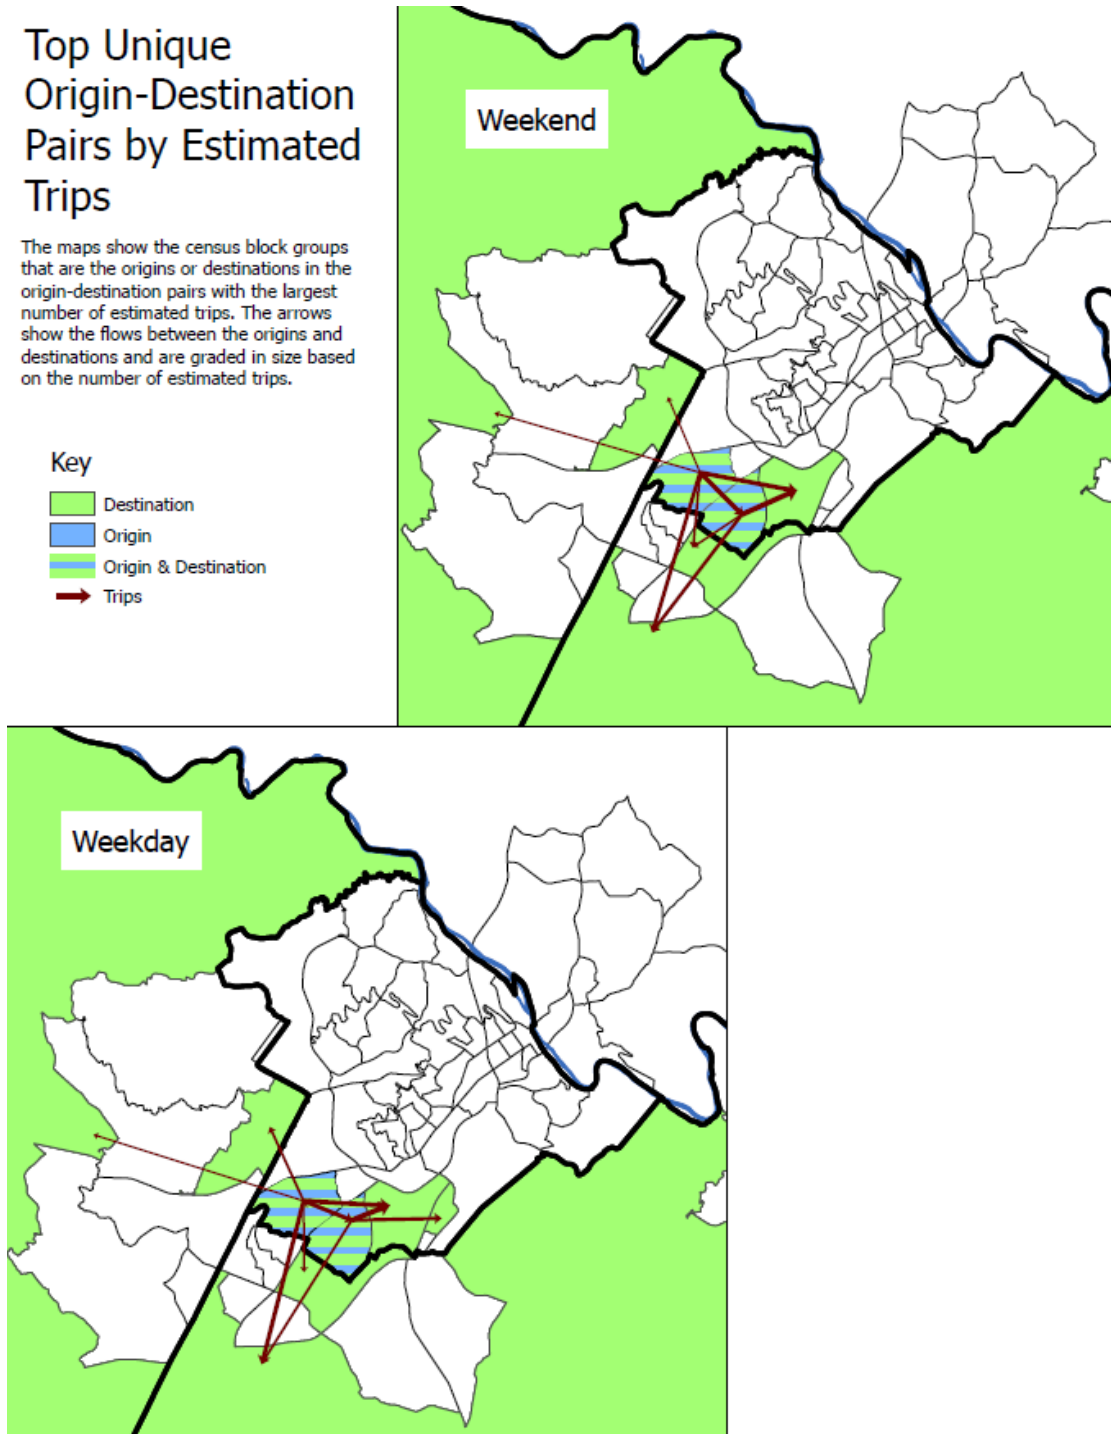 Top Unique
Origin-Destination
Pairs by Estimated
Trips
The maps show the census block groups
that are the origins or destinations in the
origin-destination pairs with the largest
number of estimated trips. The arrows
show the flows between the origins and
destinations and are graded in size based
on the number of estimated trips.
Key
Destination
Origin
Origin & Destination
Trips
Weekend
Weekday